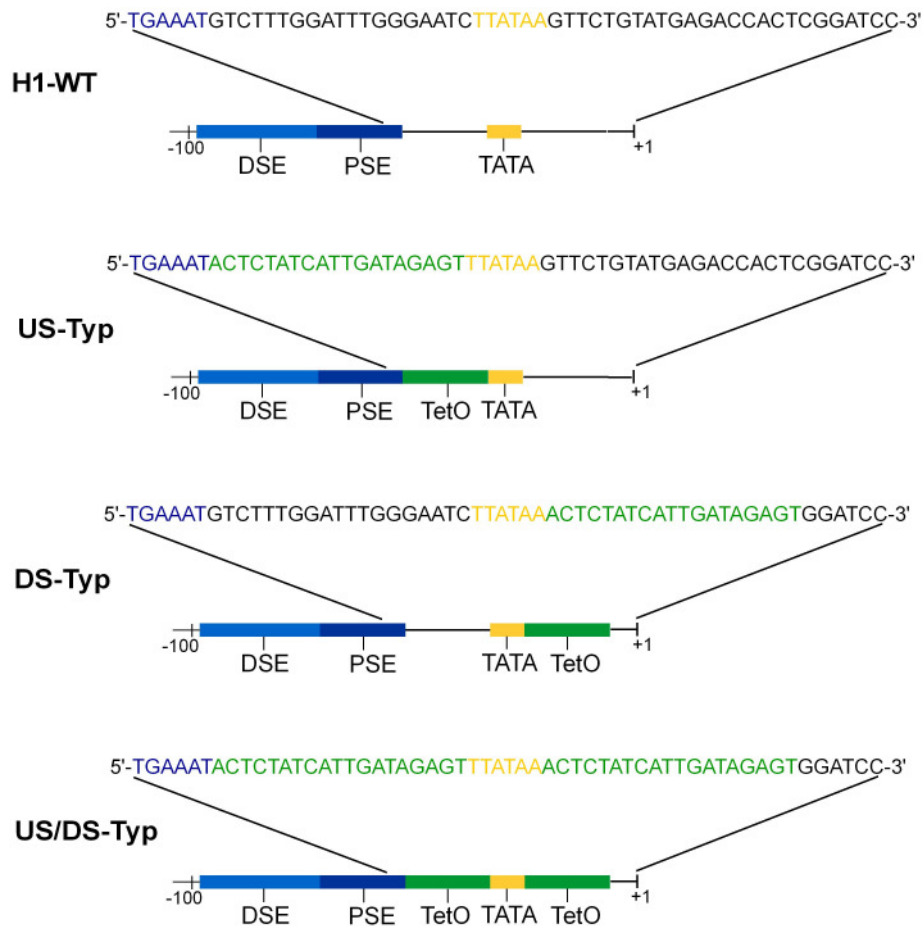 5'-TGAAATGTCTTTGGATTTGGGAATCTTATAAGTTCTGTATGAGACCACTCGGATCC-3'
H1-WT
-100
+1
DSE
PSE
TATA
5'-TGAAATACTCTATCATTGATAGAGTTTATAAGTTCTGTATGAGACCACTCGGATCC-3'
US-Typ
-100
+1
DSE
PSE
TetO
TATA
5'-TGAAATGTCTTTGGATTTGGGAATCTTATAAACTCTATCATTGATAGAGTGGATCC-3'
DS-Typ
-100
+1
DSE
PSE
TATA
TetO
5'-TGAAATACTCTATCATTGATAGAGTTTATAAACTCTATCATTGATAGAGTGGATCC-3'
US/DS-Typ
-100
+1
DSE
PSE
TetO
TATA
TetO